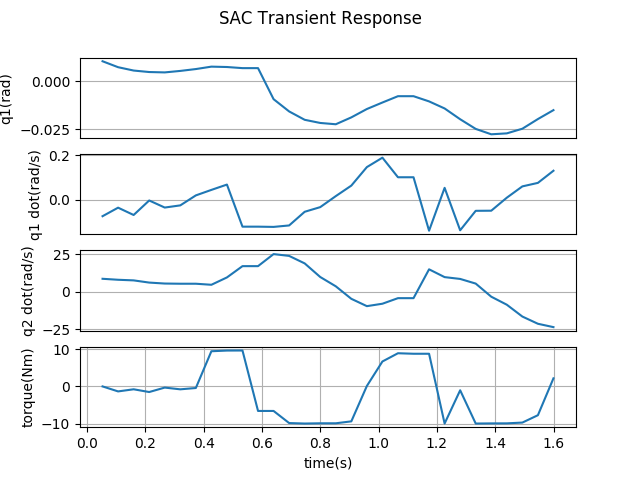 SAC Transient Response
q1(rad)
0.000
−0.025
q1 dot(rad/s)
0.2
0.0
q2 dot(rad/s)
25
0
−25
torque(Nm)
10
0
−10
0.0 0.2 0.4 0.6 0.8 1.0 1.2 1.4 1.6
time(s)